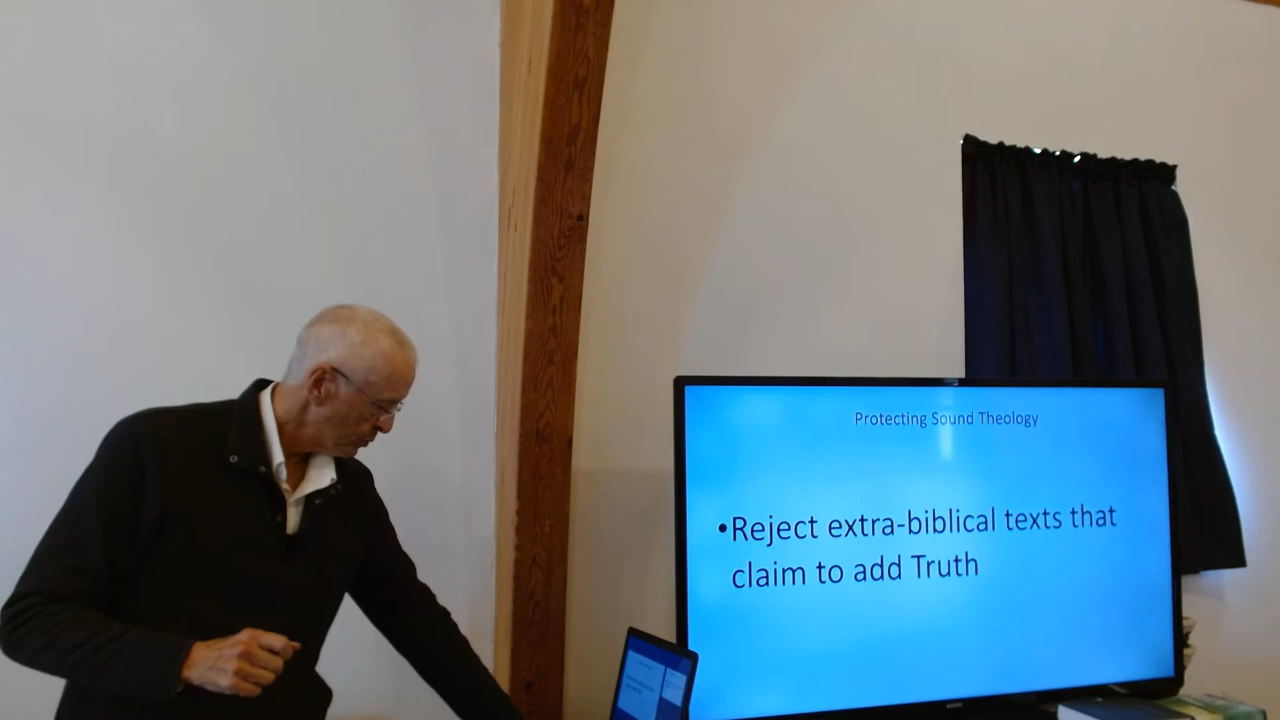 Protecting Sound Theology
•Reject extra-biblical texts that
claim to add Truth